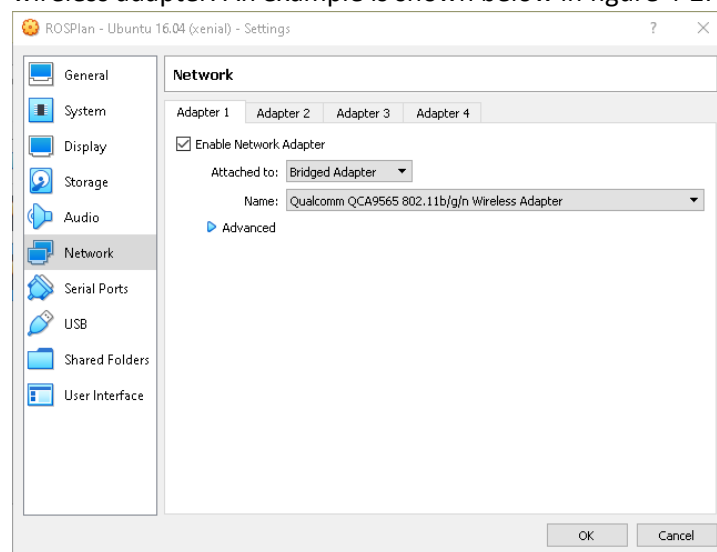 wireless adapter. An example is shown below in figure 4-2.
ROSPlan - Ubuntu 16.04 (xenial) - Settings ? ×
General
System
Display
Storage
Audio
Network
Serial Ports
USB
Shared Folders
User Interface
Network
Adapter 1 Adapter 2 Adapter 3 Adapter 4
Enable Network Adapter
Attached to: Bridged Adapter
Name: Qualcomm QCA9565 802.11b/g/n Wireless Adapter
Advanced
OK Cancel